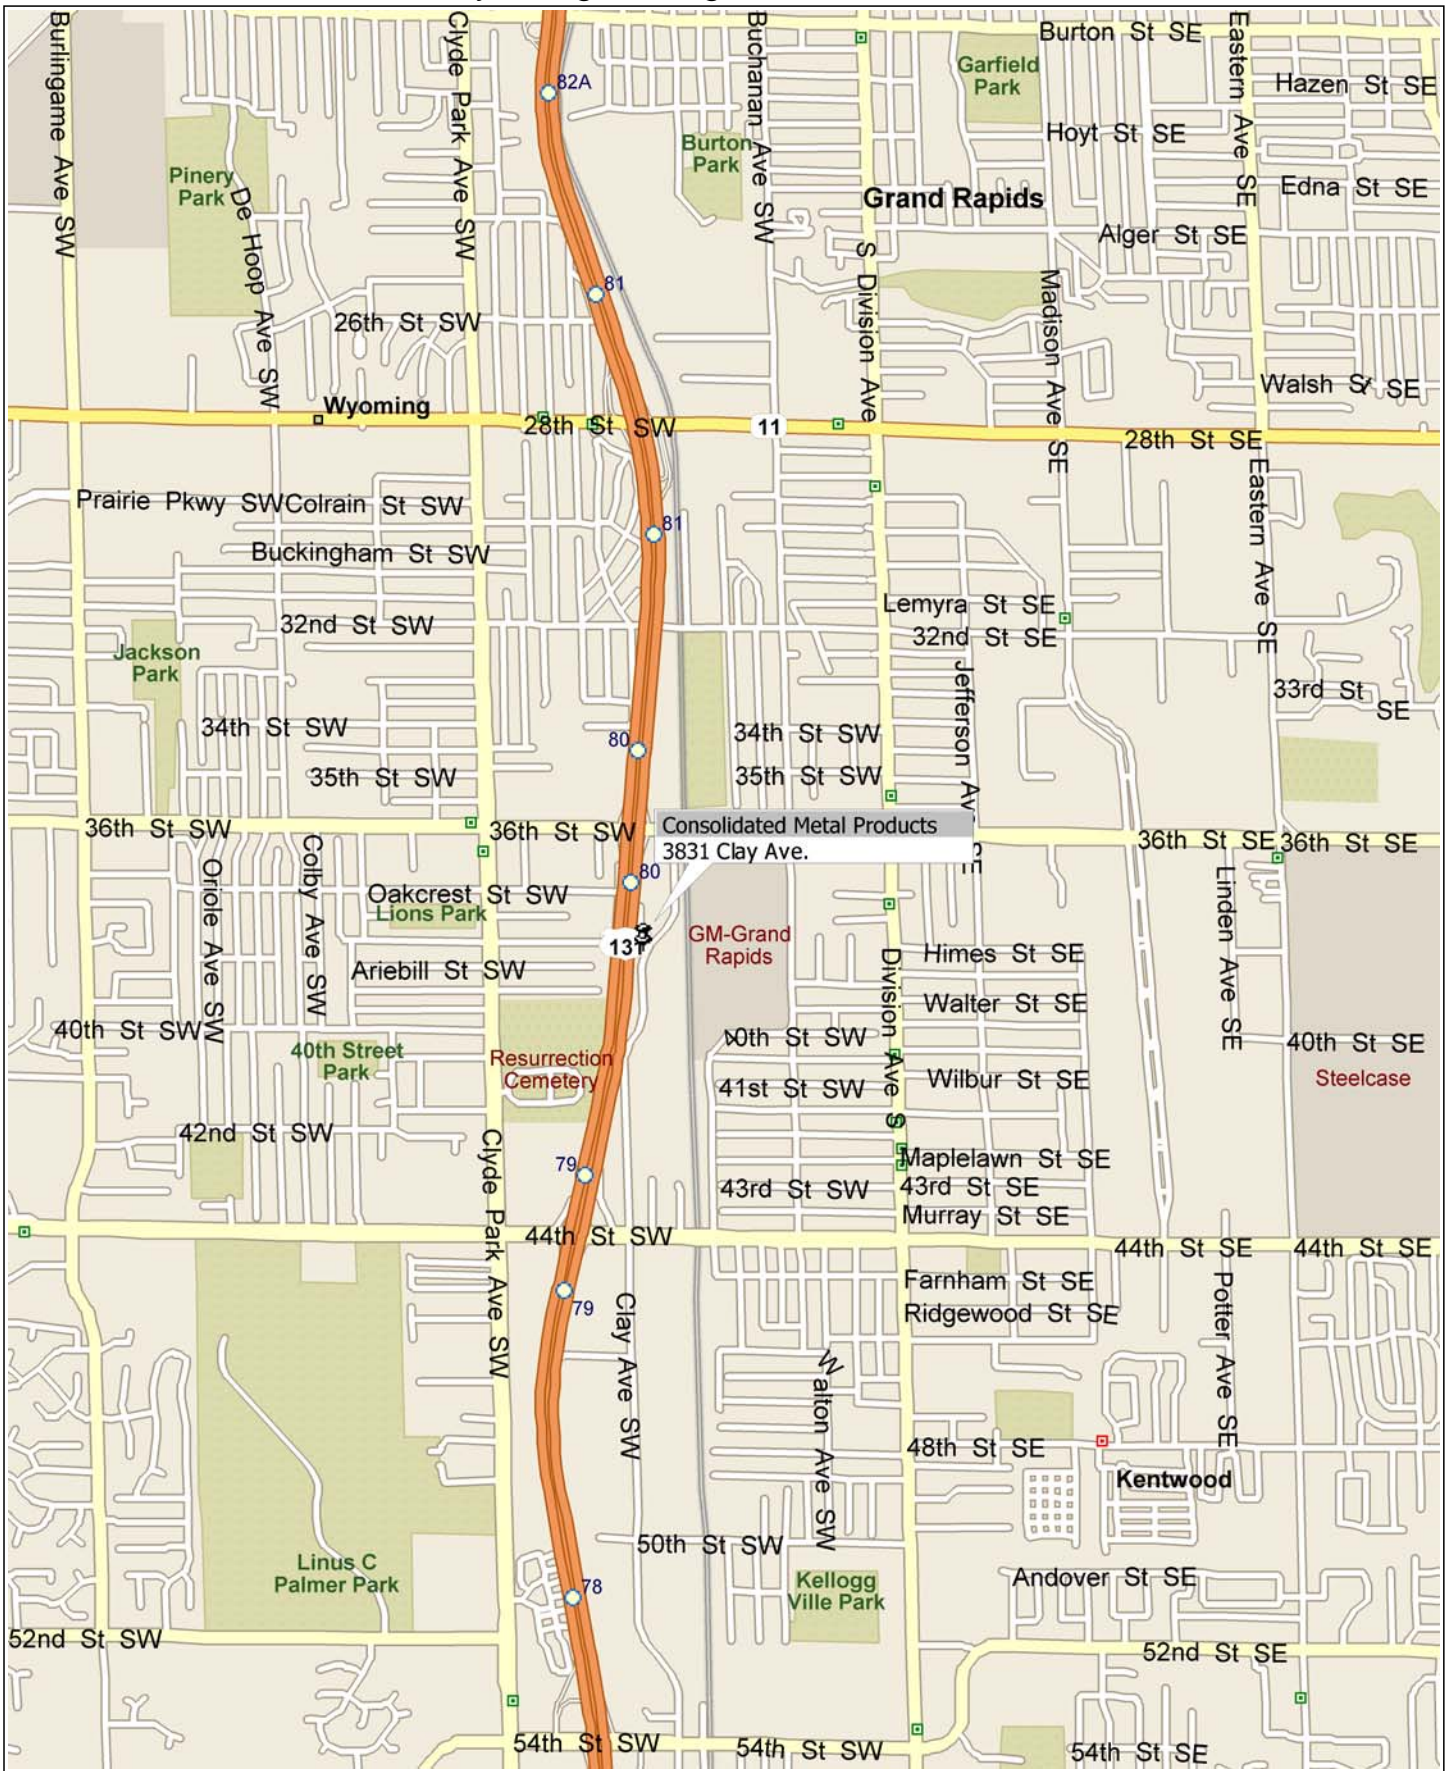 Burlingame Ave SW
Clyde Park Ave SW
82A
Buchanan Ave SW
Burton St SE
Eastern Ave SE
Garfield
Park
Hazen St SE
Hoyt St SE
Burton
Park
Pinery
Park
De Hoop Ave SW
Grand Rapids
Edna St SE
Alger St SE
S Division Ave
Madison Ave SE
81
26th St SW
Walsh St SE
Wyoming
28th St SW
11
28th St SE
Eastern Ave SE
Prairie Pkwy SW
Colrain St SW
81
Buckingham St SW
Lemyra St SE
32nd St SW
32nd St SE
Jackson
Park
Jefferson Av
SE
33rd St
SE
34th St SW
34th St SW
80
35th St SW
35th St SW
36th St SW
36th St SW
Consolidated Metal Products
3831 Clay Ave.
36th St SE
36th St SE
Oriole Ave SW
Colby Ave SW
80
Oakcrest St SW
Lions Park
Linden Ave SE
131
GM-Grand
Rapids
Division Ave S
Himes St SE
Ariebill St SW
Walter St SE
40th St SW
40th St SW
40th St SE
40th Street
Park
Resurrection
Cemetery
Wilbur St SE
Steelcase
41st St SW
42nd St SW
Clyde Park Ave SW
Maplelawn St SE
79
43rd St SW
43rd St SE
Murray St SE
44th St SW
44th St SE
44th St SE
Farnham St SE
Potter Ave SE
79
Clay Ave SW
Ridgewood St SE
Walton Ave SW
48th St SE
Kentwood
50th St SW
Linus C
Palmer Park
78
Kellogg
Ville Park
Andover St SE
52nd St SW
52nd St SE
54th St SW
54th St SW
54th St SE